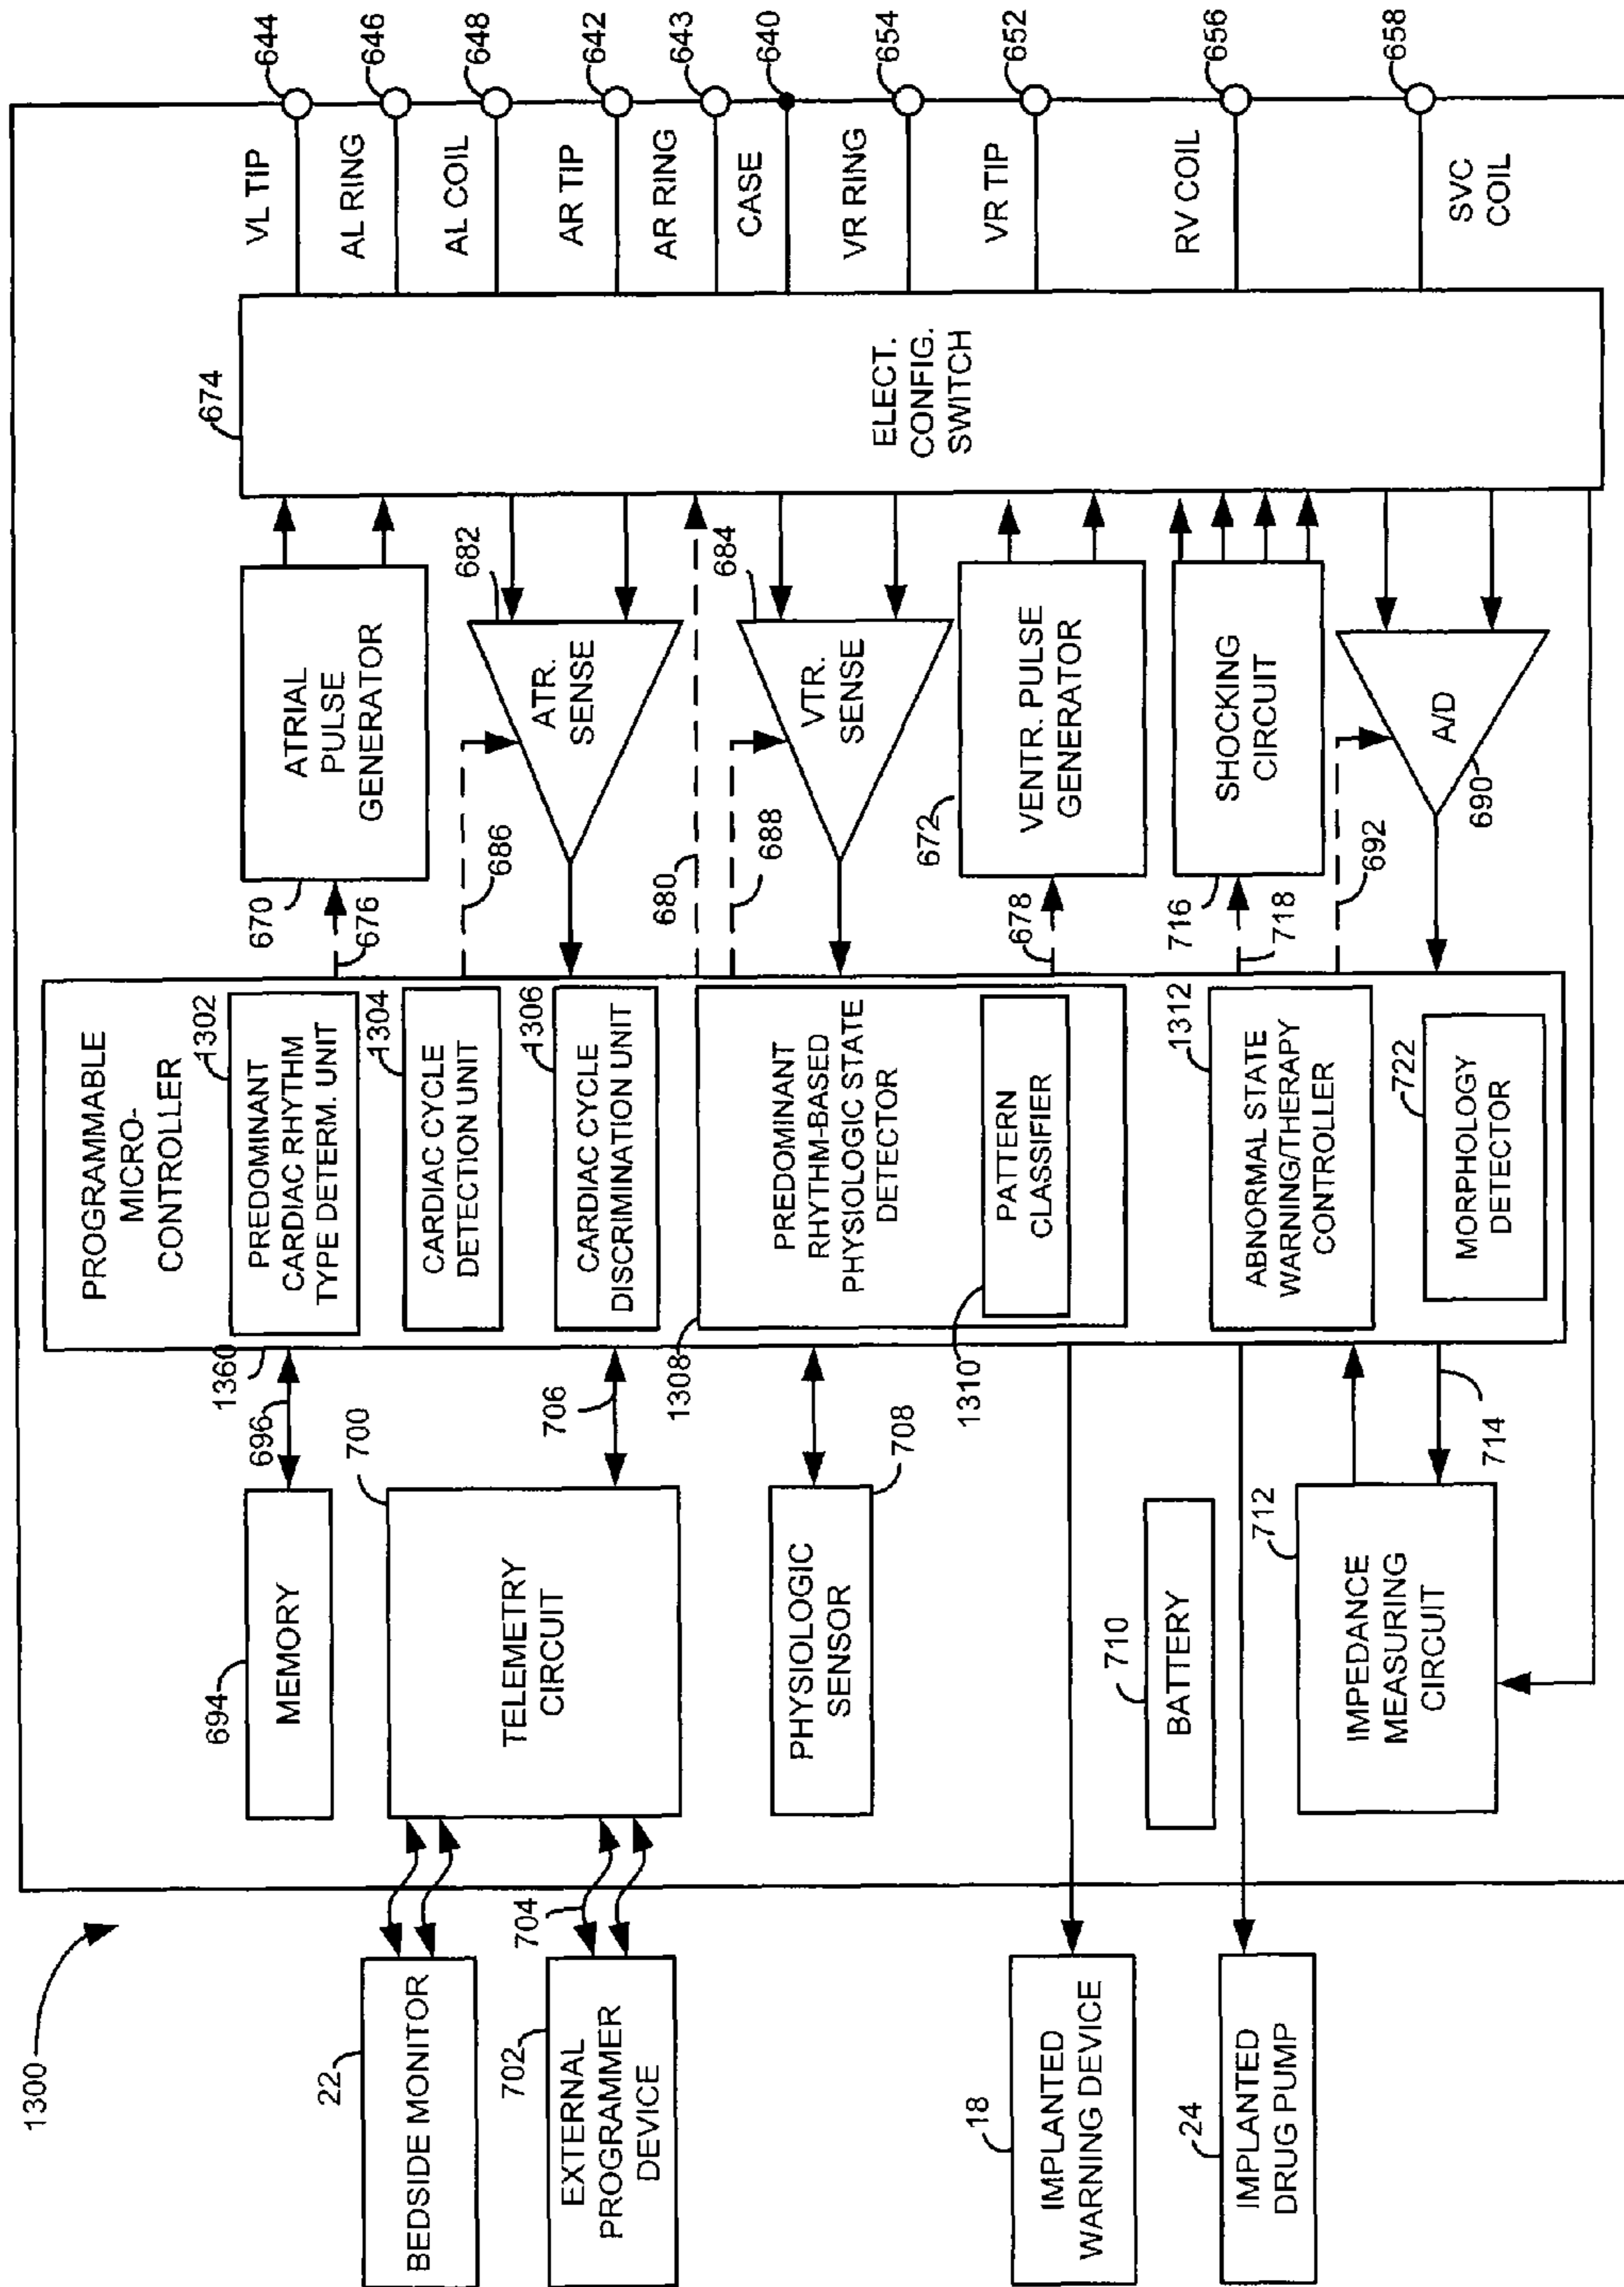 1300
644
646
648
642
643
640
654
652
656
658
VL TIP
AL RING
AL COIL
AR TIP
AR RING
CASE
VR RING
VR TIP
RV COIL
SVC
COIL
674
ELECT.
CONFIG.
SWITCH
ATRIAL
PULSE
GENERATOR
670
676
682
ATR.
SENSE
686
680
684
VTR.
SENSE
688
672
VENTR. PULSE
GENERATOR
678
SHOCKING
CIRCUIT
716
718
692
A/D
690
PROGRAMMABLE
MICRO-
CONTROLLER
1302
PREDOMINANT
CARDIAC RHYTHM
TYPE DETERM. UNIT
1304
CARDIAC CYCLE
DETECTION UNIT
1306
CARDIAC CYCLE
DISCRIMINATION UNIT
PREDOMINANT
RHYTHM-BASED
PHYSIOLOGIC STATE
DETECTOR
PATTERN
CLASSIFIER
1312
ABNORMAL STATE
WARNING/THERAPY
CONTROLLER
722
MORPHOLOGY
DETECTOR
1360
1308
1310
696
706
714
694
MEMORY
700
TELEMETRY
CIRCUIT
708
PHYSIOLOGIC
SENSOR
710
BATTERY
712
IMPEDANCE
MEASURING
CIRCUIT
22
BEDSIDE MONITOR
704
702
EXTERNAL
PROGRAMMER
DEVICE
18
IMPLANTED
WARNING DEVICE
24
IMPLANTED
DRUG PUMP